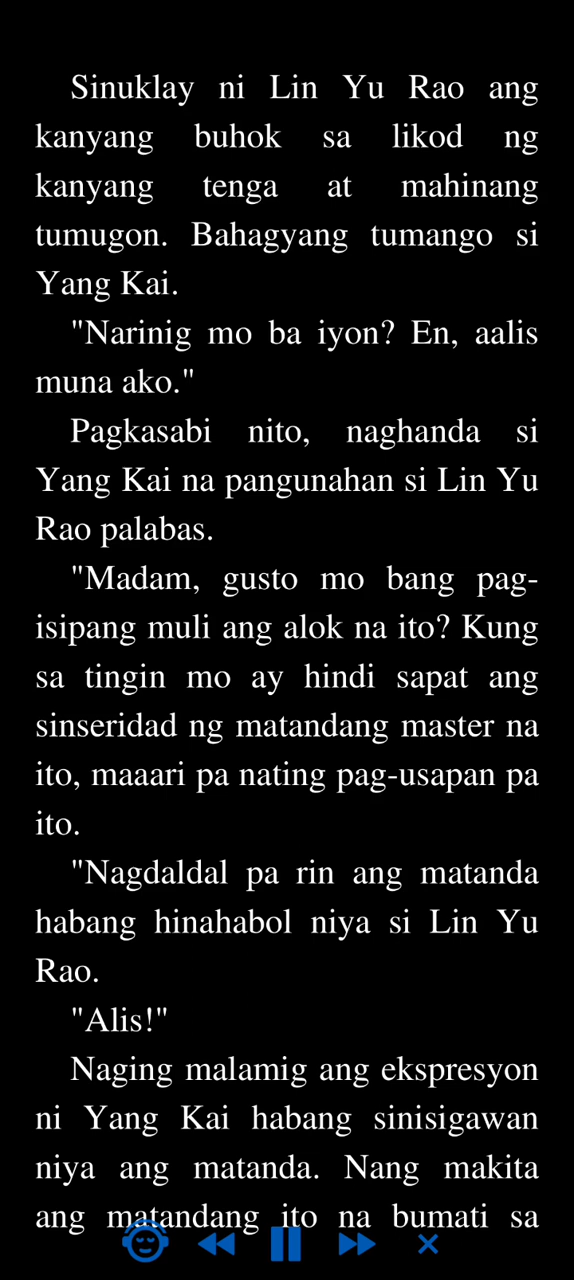 Sinuklay ni Lin Yu Rao ang
kanyang buhok sa likod ng
kanyang tenga at mahinang
tumugon. Bahagyang tumango si
Yang Kai.
"Narinig mo ba iyon? En, aalis
muna ako."
Pagkasabi nito, naghanda si
Yang Kai na pangunahan si Lin Yu
Rao palabas.
"Madam, gusto mo bang pag-
isipang muli ang alok na ito? Kung
sa tingin mo ay hindi sapat ang
sinseridad ng matandang master na
ito, maaari pa nating pag-usapan pa
ito.
"Nagdaldal pa rin ang matanda
habang hinahabol niya si Lin Yu
Rao.
"Alis!"
Naging malamig ang ekspresyon
ni Yang Kai habang sinisigawan
niya ang matanda. Nang makita
ang matandang ito na bumati sa